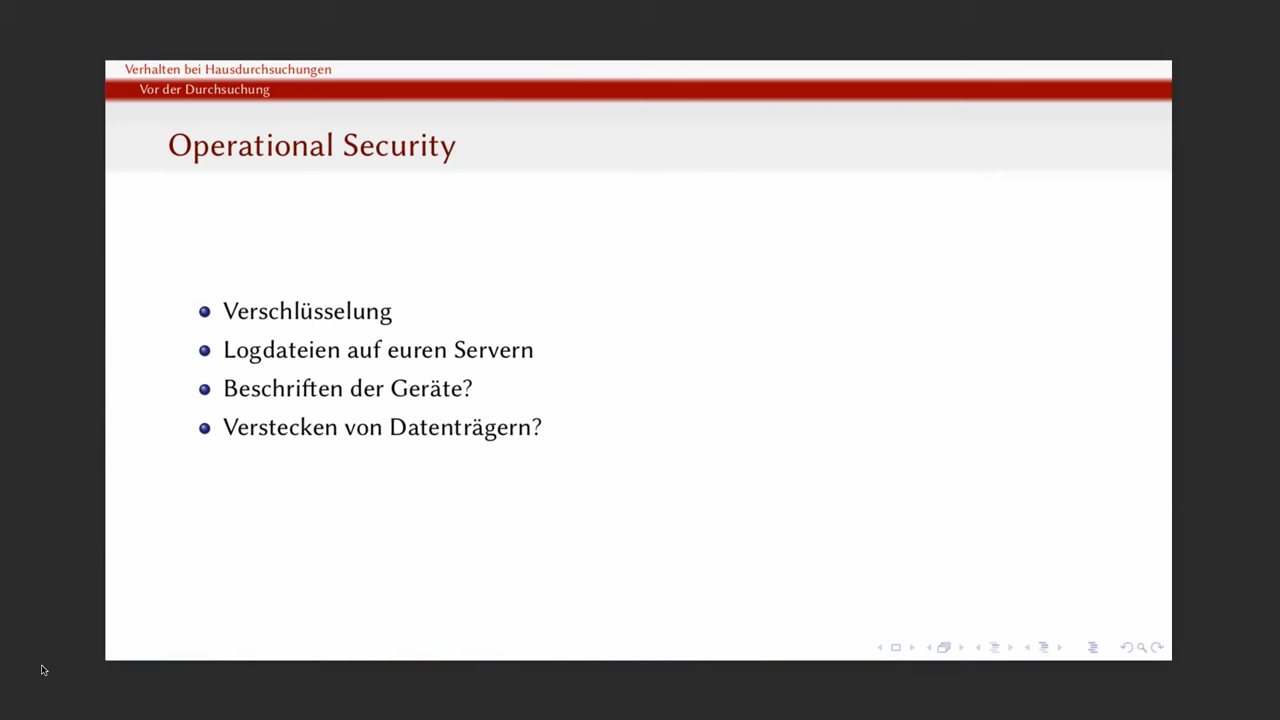 Verhalten bei Hausdurchsuchungen
Vor der Durchsuchung
Operational Security
Verschlüsselung
Logdateien auf euren Servern
Beschriften der Geräte?
Verstecken von Datenträgern?